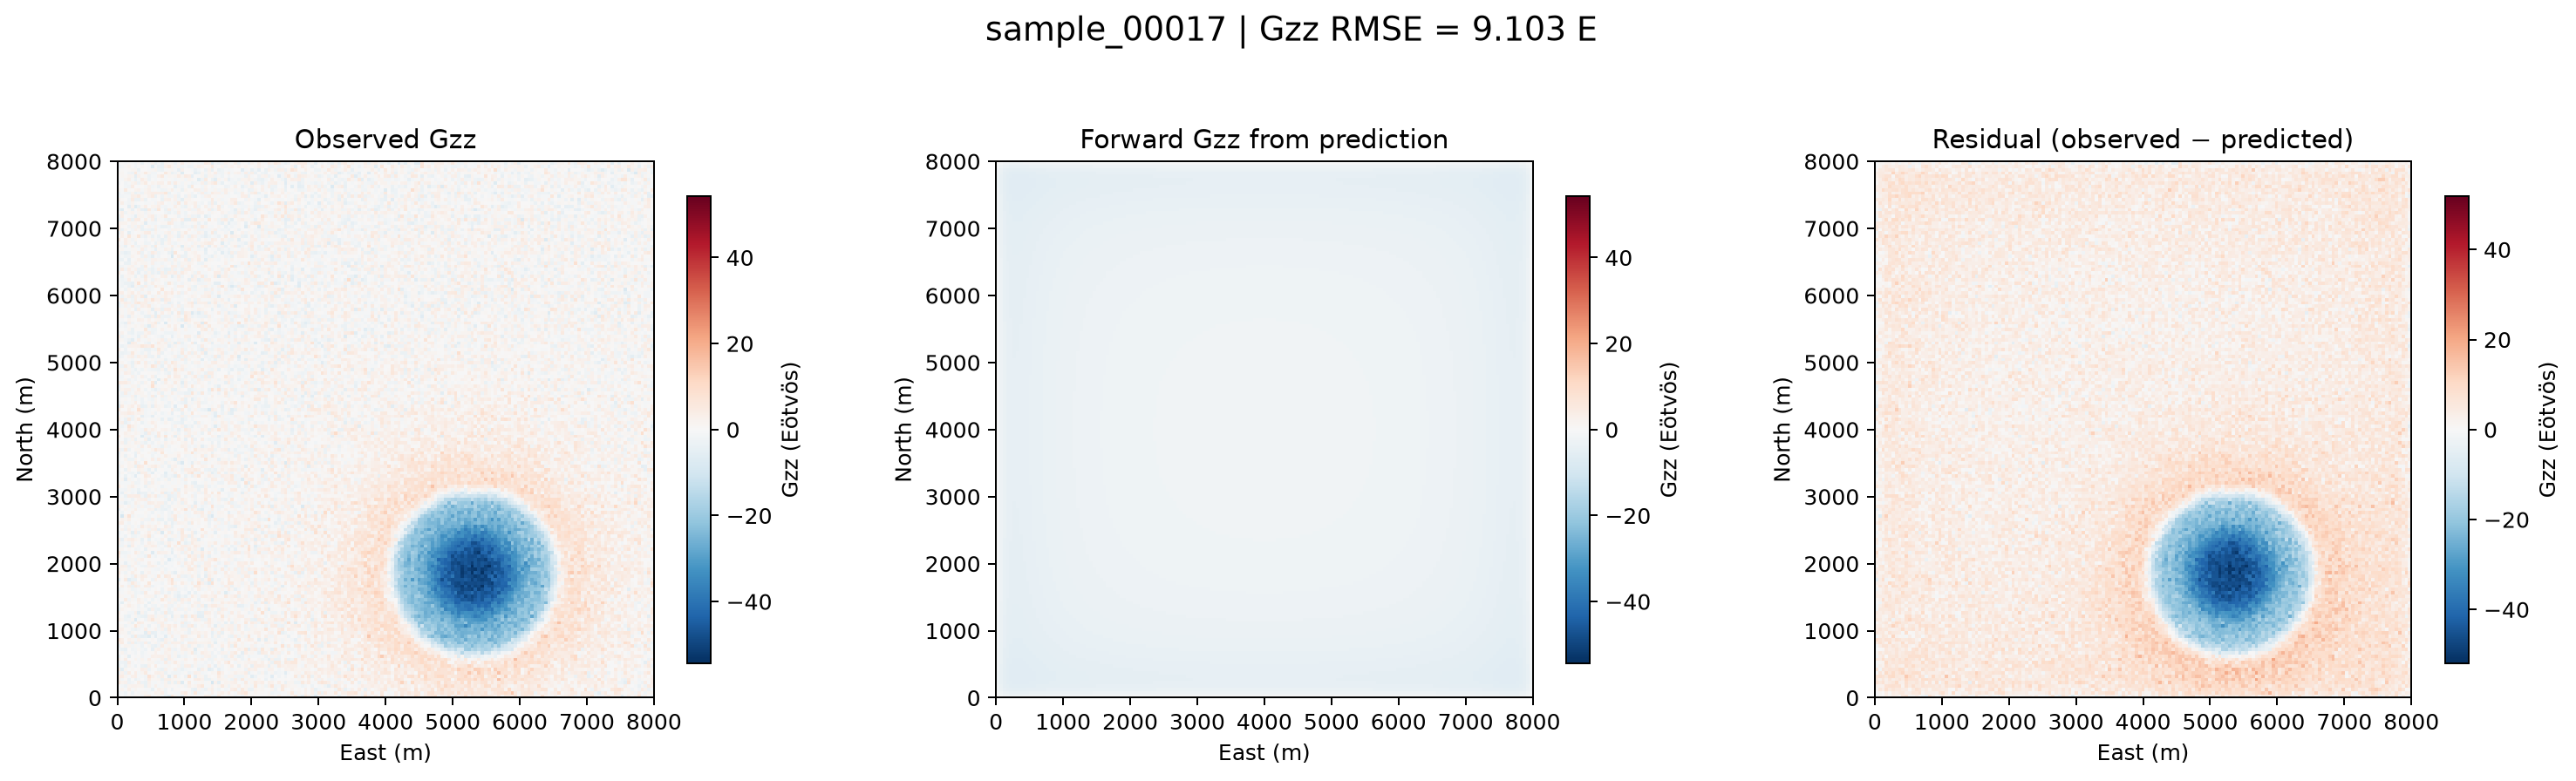 sample_00017 | Gzz RMSE = 9.103 E
Observed Gzz
8000
7000
6000
5000
4000
3000
2000
1000
0
North (m)
0 1000 2000 3000 4000 5000 6000 7000 8000
East (m)
40
20
0
−20
−40
Gzz (Eötvös)
Forward Gzz from prediction
8000
7000
6000
5000
4000
3000
2000
1000
0
North (m)
0 1000 2000 3000 4000 5000 6000 7000 8000
East (m)
40
20
0
−20
−40
Gzz (Eötvös)
Residual (observed − predicted)
8000
7000
6000
5000
4000
3000
2000
1000
0
North (m)
0 1000 2000 3000 4000 5000 6000 7000 8000
East (m)
40
20
0
−20
−40
Gzz (Eötvös)